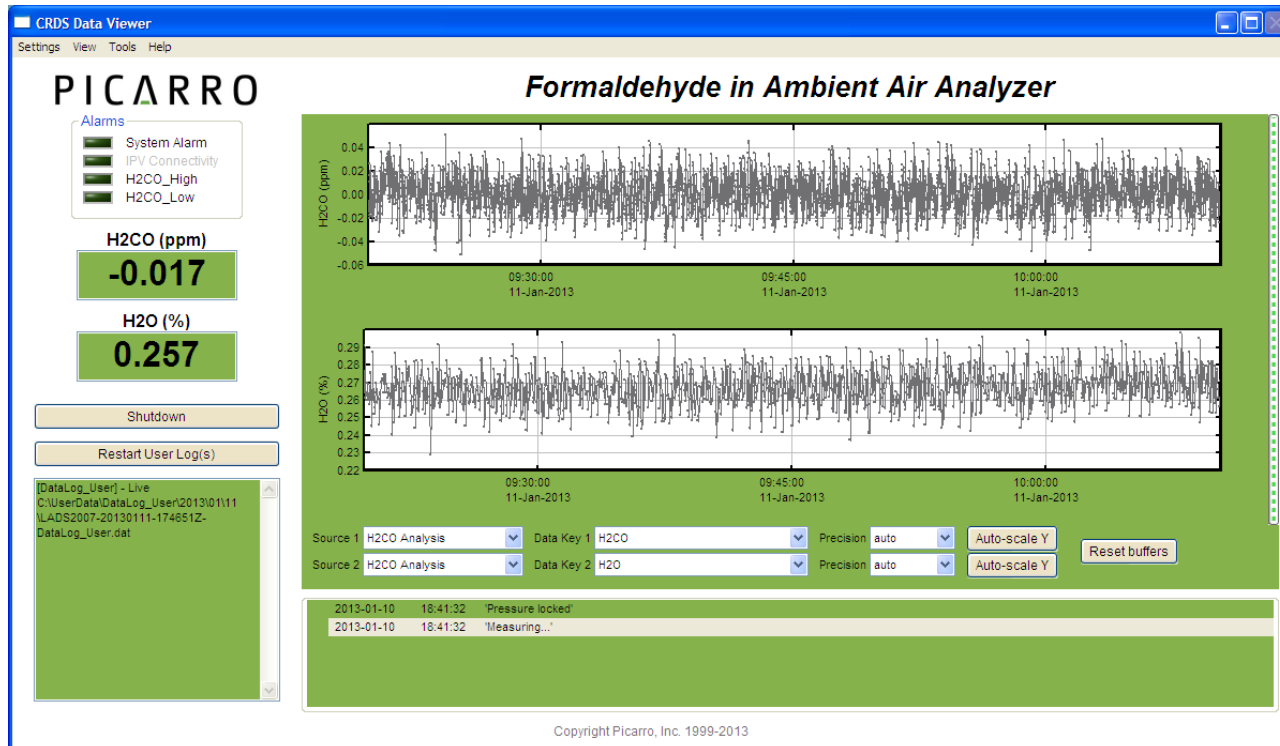 CRDS Data Viewer
Settings View Tools Help
PICARRO
Formaldehyde in Ambient Air Analyzer
Alarms
System Alarm
IPV Connectivity
H2CO_High
H2CO_Low
H2CO (ppm)
-0.017
H2O (%)
0.257
Shutdown
Restart User Log(s)
[DataLog_User] - Live
C:\UserData\DataLog_User\2013\01\11
\LADS2007-20130111-174651Z-
DataLog_User.dat
H2CO (ppm)
0.04
0.02
0.00
-0.02
-0.04
-0.06
09:30:00 09:45:00 10:00:00
11-Jan-2013 11-Jan-2013 11-Jan-2013
H2O (%)
0.29
0.28
0.27
0.26
0.25
0.24
0.23
0.22
09:30:00 09:45:00 10:00:00
11-Jan-2013 11-Jan-2013 11-Jan-2013
Source 1 H2CO Analysis Data Key 1 H2CO Precision auto Auto-scale Y
Source 2 H2CO Analysis Data Key 2 H2O Precision auto Auto-scale Y
Reset buffers
2013-01-10 18:41:32 'Pressure locked'
2013-01-10 18:41:32 'Measuring...'
Copyright Picarro, Inc. 1999-2013